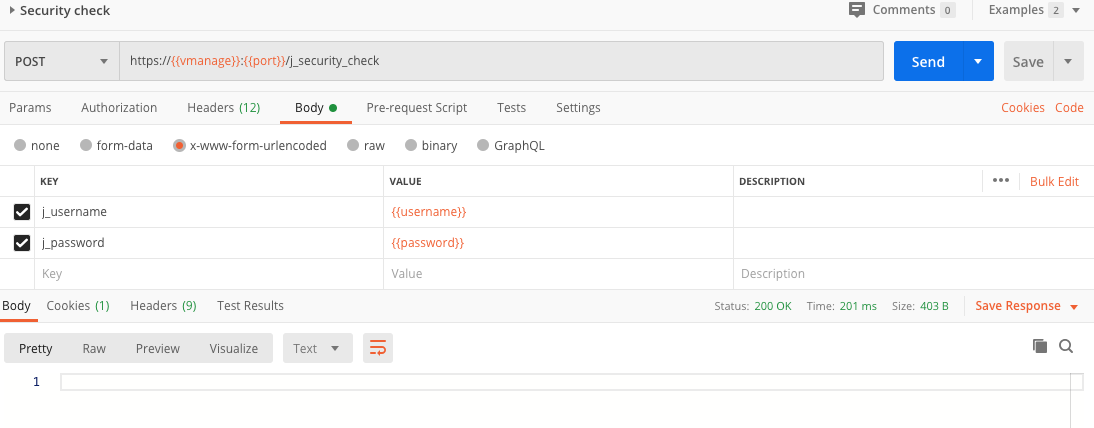 Security check Comments 0 Examples 2
POST https://{{vmanage}}:{{port}}/j_security_check Send Save
Params Authorization Headers (12) Body Pre-request Script Tests Settings Cookies Code
none form-data x-www-form-urlencoded raw binary GraphQL
KEY VALUE DESCRIPTION ••• Bulk Edit
j_username {{username}}
j_password {{password}}
Key Value Description
Body Cookies (1) Headers (9) Test Results Status: 200 OK Time: 201 ms Size: 403 B Save Response
Pretty Raw Preview Visualize Text
1